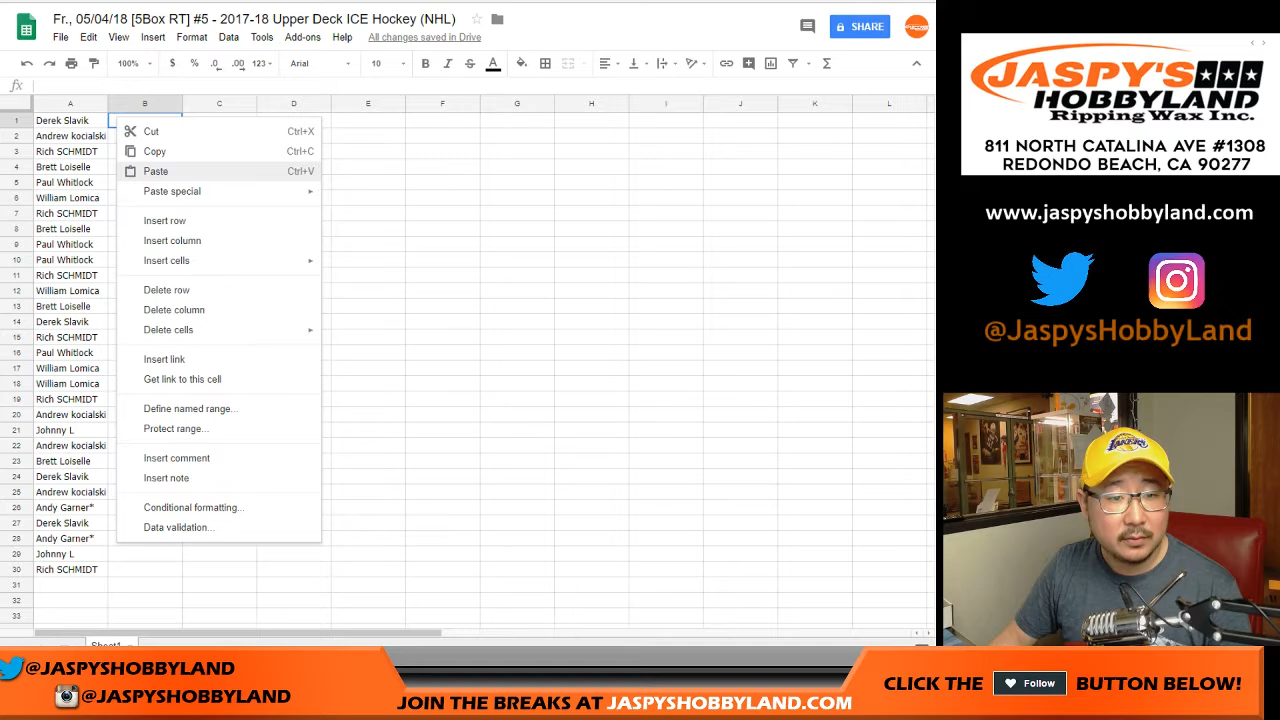 Fr., 05/04/18 [5Box RT] #5 - 2017-18 Upper Deck ICE Hockey (NHL)
SHARE
File Edit View Insert Format Data Tools Add-ons Help All changes saved in Drive
100% $ % .0 .00 123 Arial 10 B I S A
fx
A B C D E F G H I J K L
1 Derek Slavik
2 Andrew kocialski
3 Rich SCHMIDT
4 Brett Loiselle
5 Paul Whitlock
6 William Lomica
7 Rich SCHMIDT
8 Brett Loiselle
9 Paul Whitlock
10 Paul Whitlock
11 Rich SCHMIDT
12 William Lomica
13 Brett Loiselle
14 Derek Slavik
15 Rich SCHMIDT
16 Paul Whitlock
17 William Lomica
18 William Lomica
19 Rich SCHMIDT
20 Andrew kocialski
21 Johnny L
22 Andrew kocialski
23 Brett Loiselle
24 Derek Slavik
25 Andrew kocialski
26 Andy Garner*
27 Derek Slavik
28 Andy Garner*
29 Johnny L
30 Rich SCHMIDT
31
32
33
Cut Ctrl+X
Copy Ctrl+C
Paste Ctrl+V
Paste special
Insert row
Insert column
Insert cells
Delete row
Delete column
Delete cells
Insert link
Get link to this cell
Define named range...
Protect range...
Insert comment
Insert note
Conditional formatting...
Data validation...
Sheet1
JASPY'S
HOBBYLAND
Ripping Wax Inc.
811 NORTH CATALINA AVE #1308
REDONDO BEACH, CA 90277
www.jaspyshobbyland.com
@JaspysHobbyLand
@JASPYSHOBBYLAND
@JASPYSHOBBYLAND
JOIN THE BREAKS AT JASPYSHOBBYLAND.COM
CLICK THE Follow BUTTON BELOW!